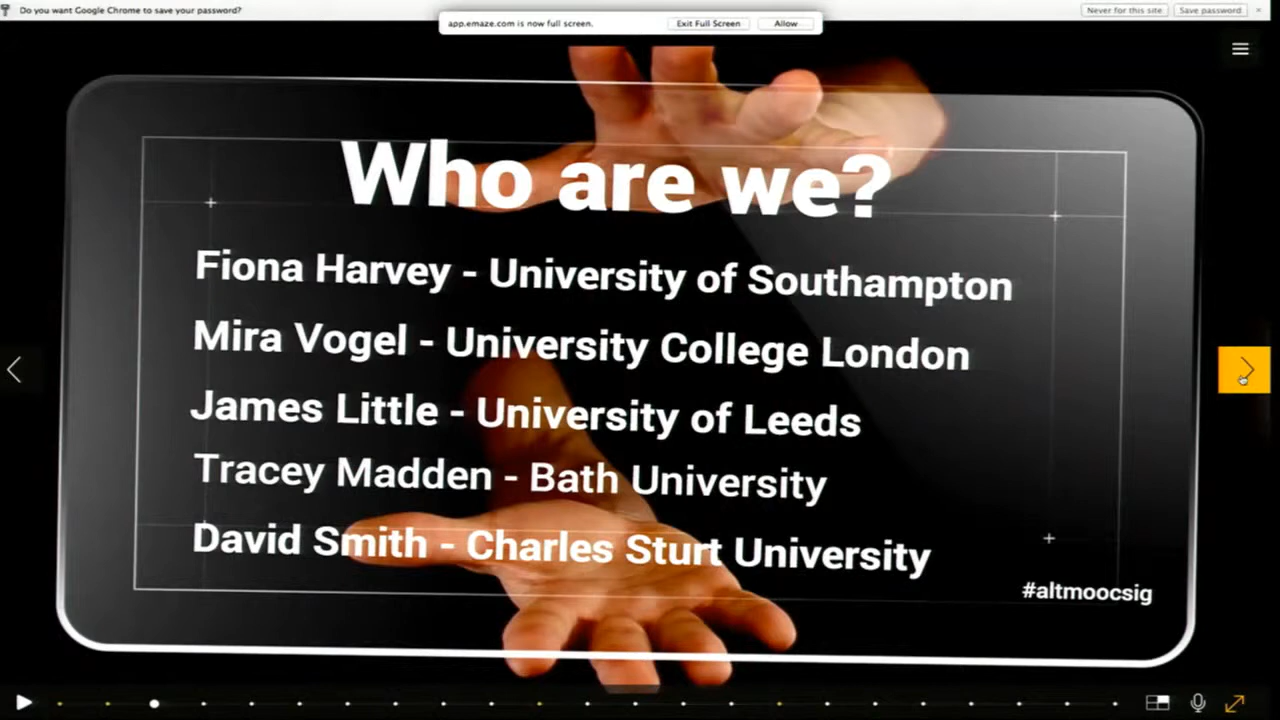 Do you want Google Chrome to save your password?
Never for this site
Save password
app.emaze.com is now full screen.
Exit Full Screen
Allow
Who are we?
Fiona Harvey - University of Southampton
Mira Vogel - University College London
James Little - University of Leeds
Tracey Madden - Bath University
David Smith - Charles Sturt University
#altmoocsig